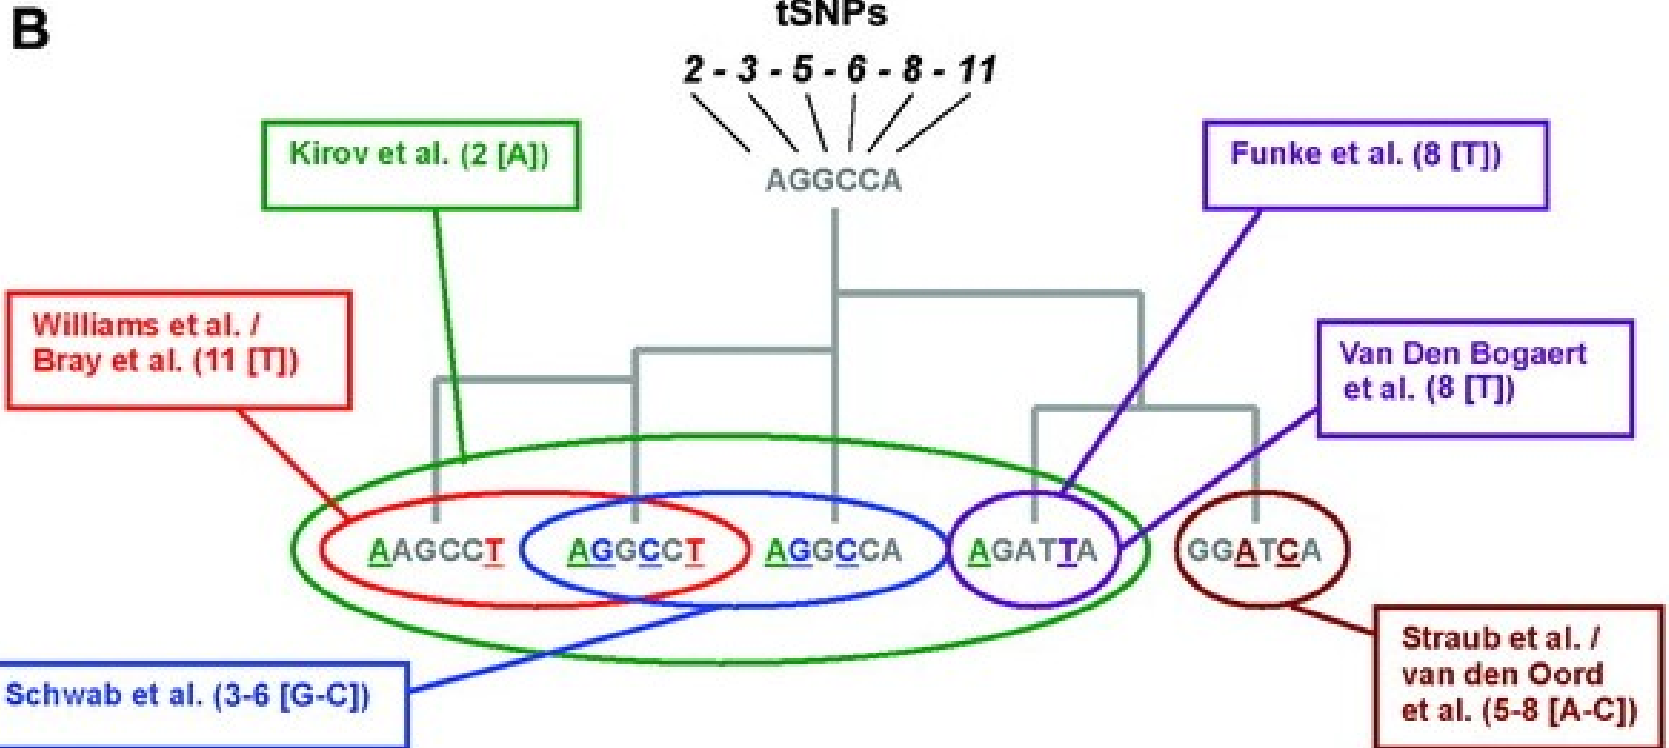 B
tSNPs
2 - 3 - 5 - 6 - 8 - 11
Kirov et al. (2 [A])
Funke et al. (8 [T])
AGGCCA
Williams et al. /
Bray et al. (11 [T])
Van Den Bogaert
et al. (8 [T])
AAGCCT AGGCCT AGGCCA AGATTA GGATCA
Straub et al. /
van den Oord
et al. (5-8 [A-C])
Schwab et al. (3-6 [G-C])